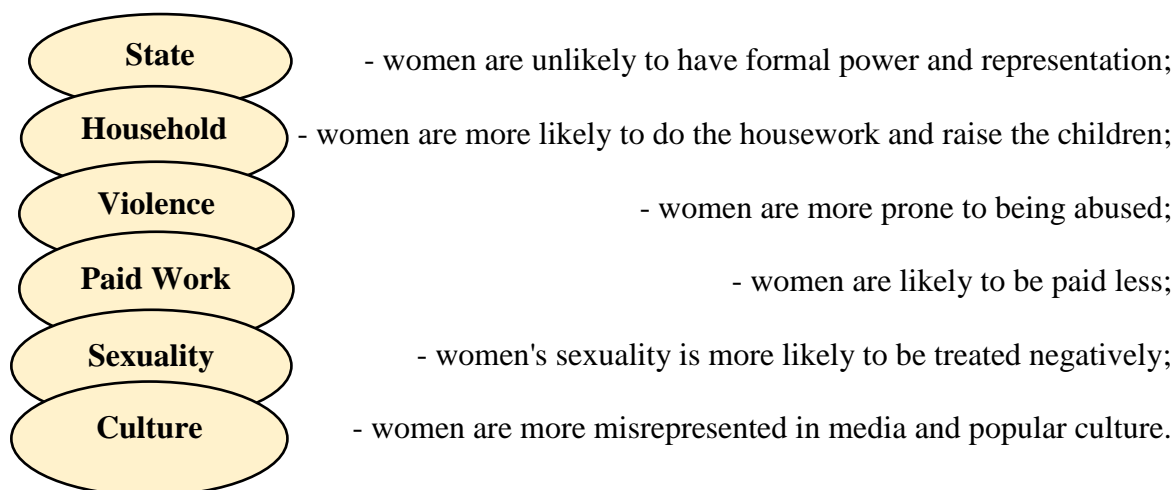 State - women are unlikely to have formal power and representation;
Household - women are more likely to do the housework and raise the children;
Violence - women are more prone to being abused;
Paid Work - women are likely to be paid less;
Sexuality - women's sexuality is more likely to be treated negatively;
Culture - women are more misrepresented in media and popular culture.